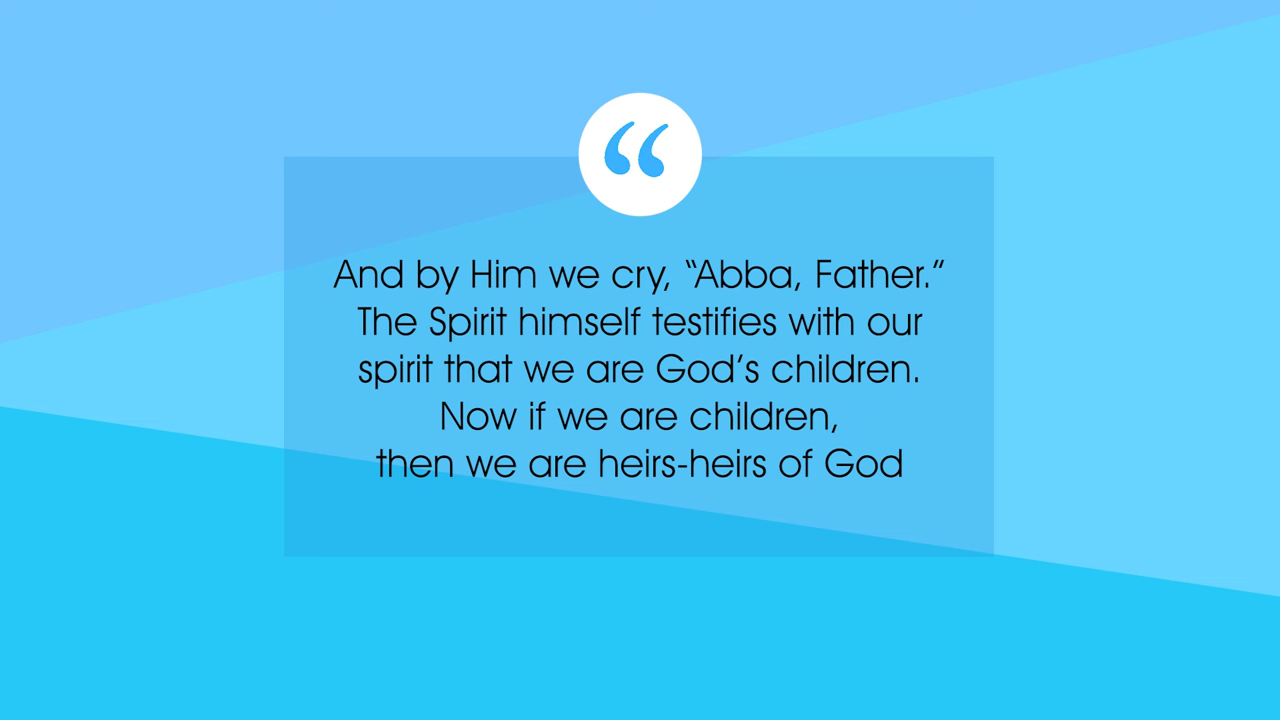 “
And by Him we cry, “Abba, Father.”
The Spirit himself testifies with our
spirit that we are God’s children.
Now if we are children,
then we are heirs-heirs of God